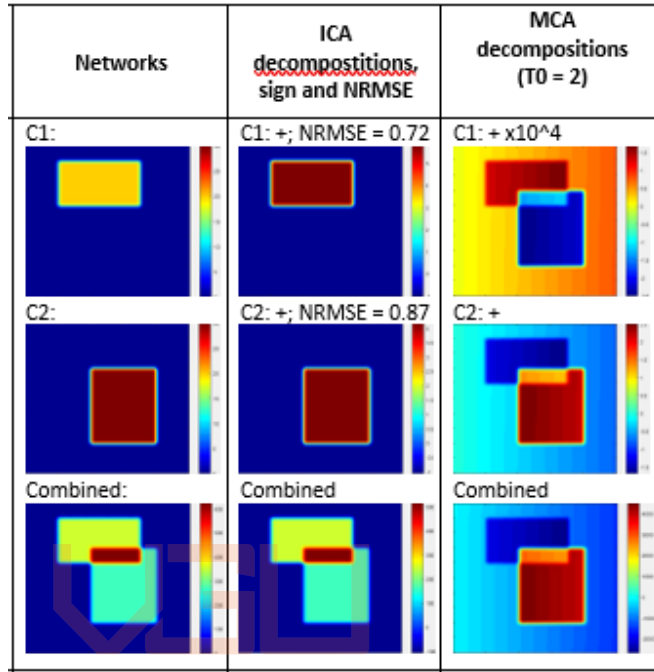 Networks
ICA
decompostitions,
sign and NRMSE
MCA
decompositions
(T0 = 2)
C1:
C1: +; NRMSE = 0.72
C1: + x10^4
C2:
C2: +; NRMSE = 0.87
C2: +
Combined:
Combined
Combined